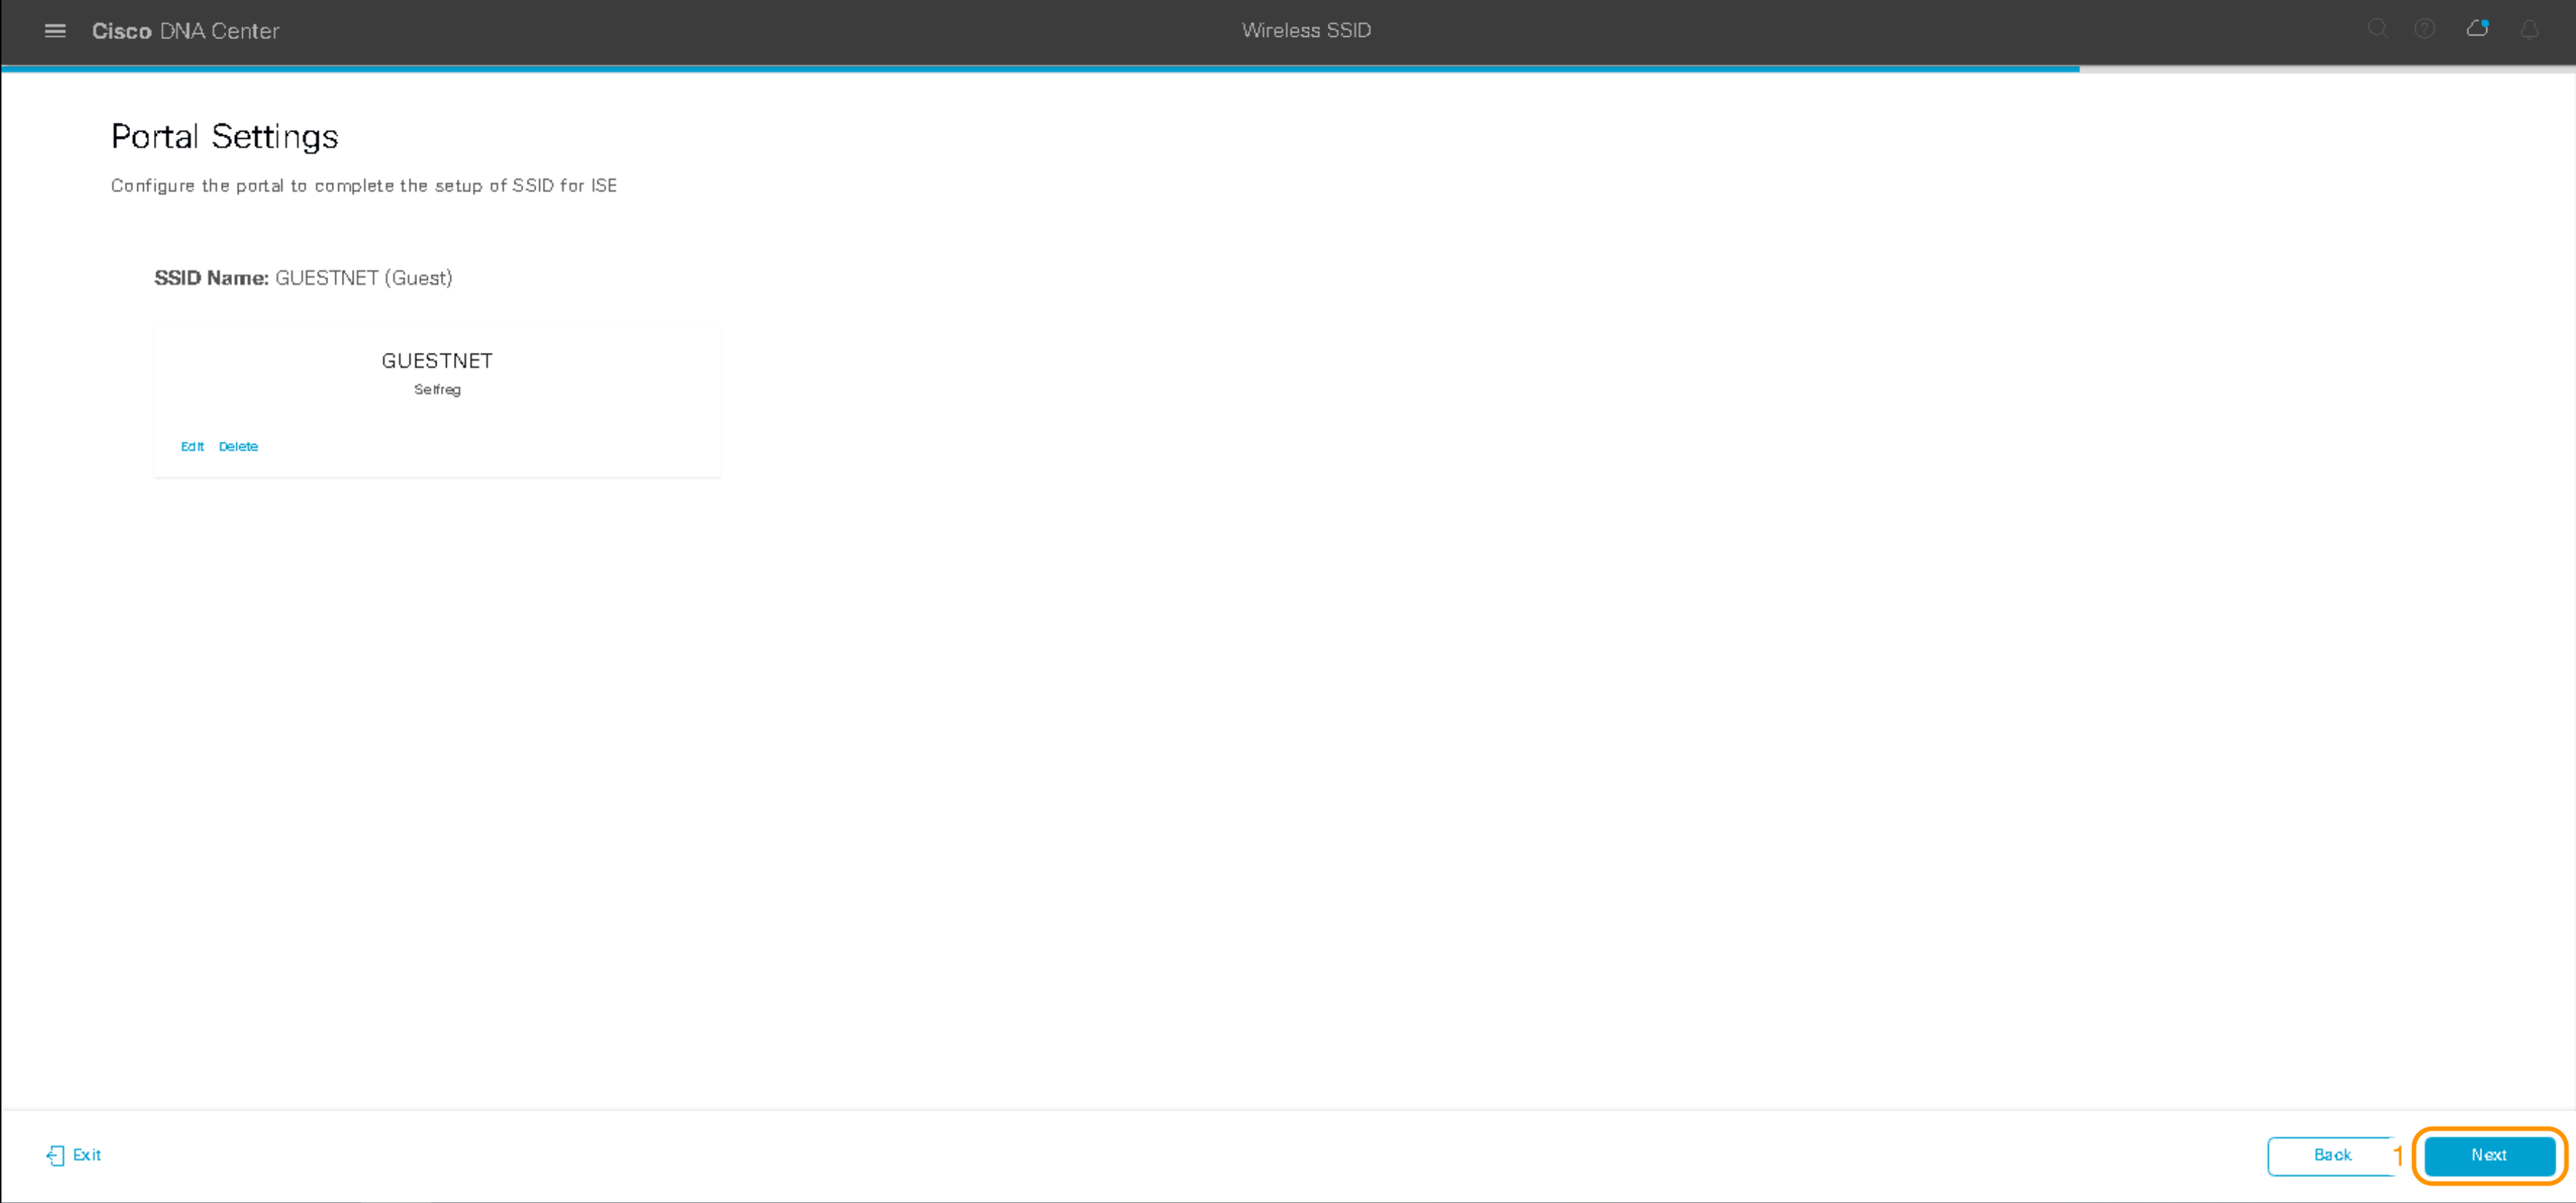 Cisco DNA Center
Wireless SSID
Portal Settings
Configure the portal to complete the setup of SSID for ISE
SSID Name: GUESTNET (Guest)
GUESTNET
Selfreg
Edit Delete
Exit
Back 1 Next